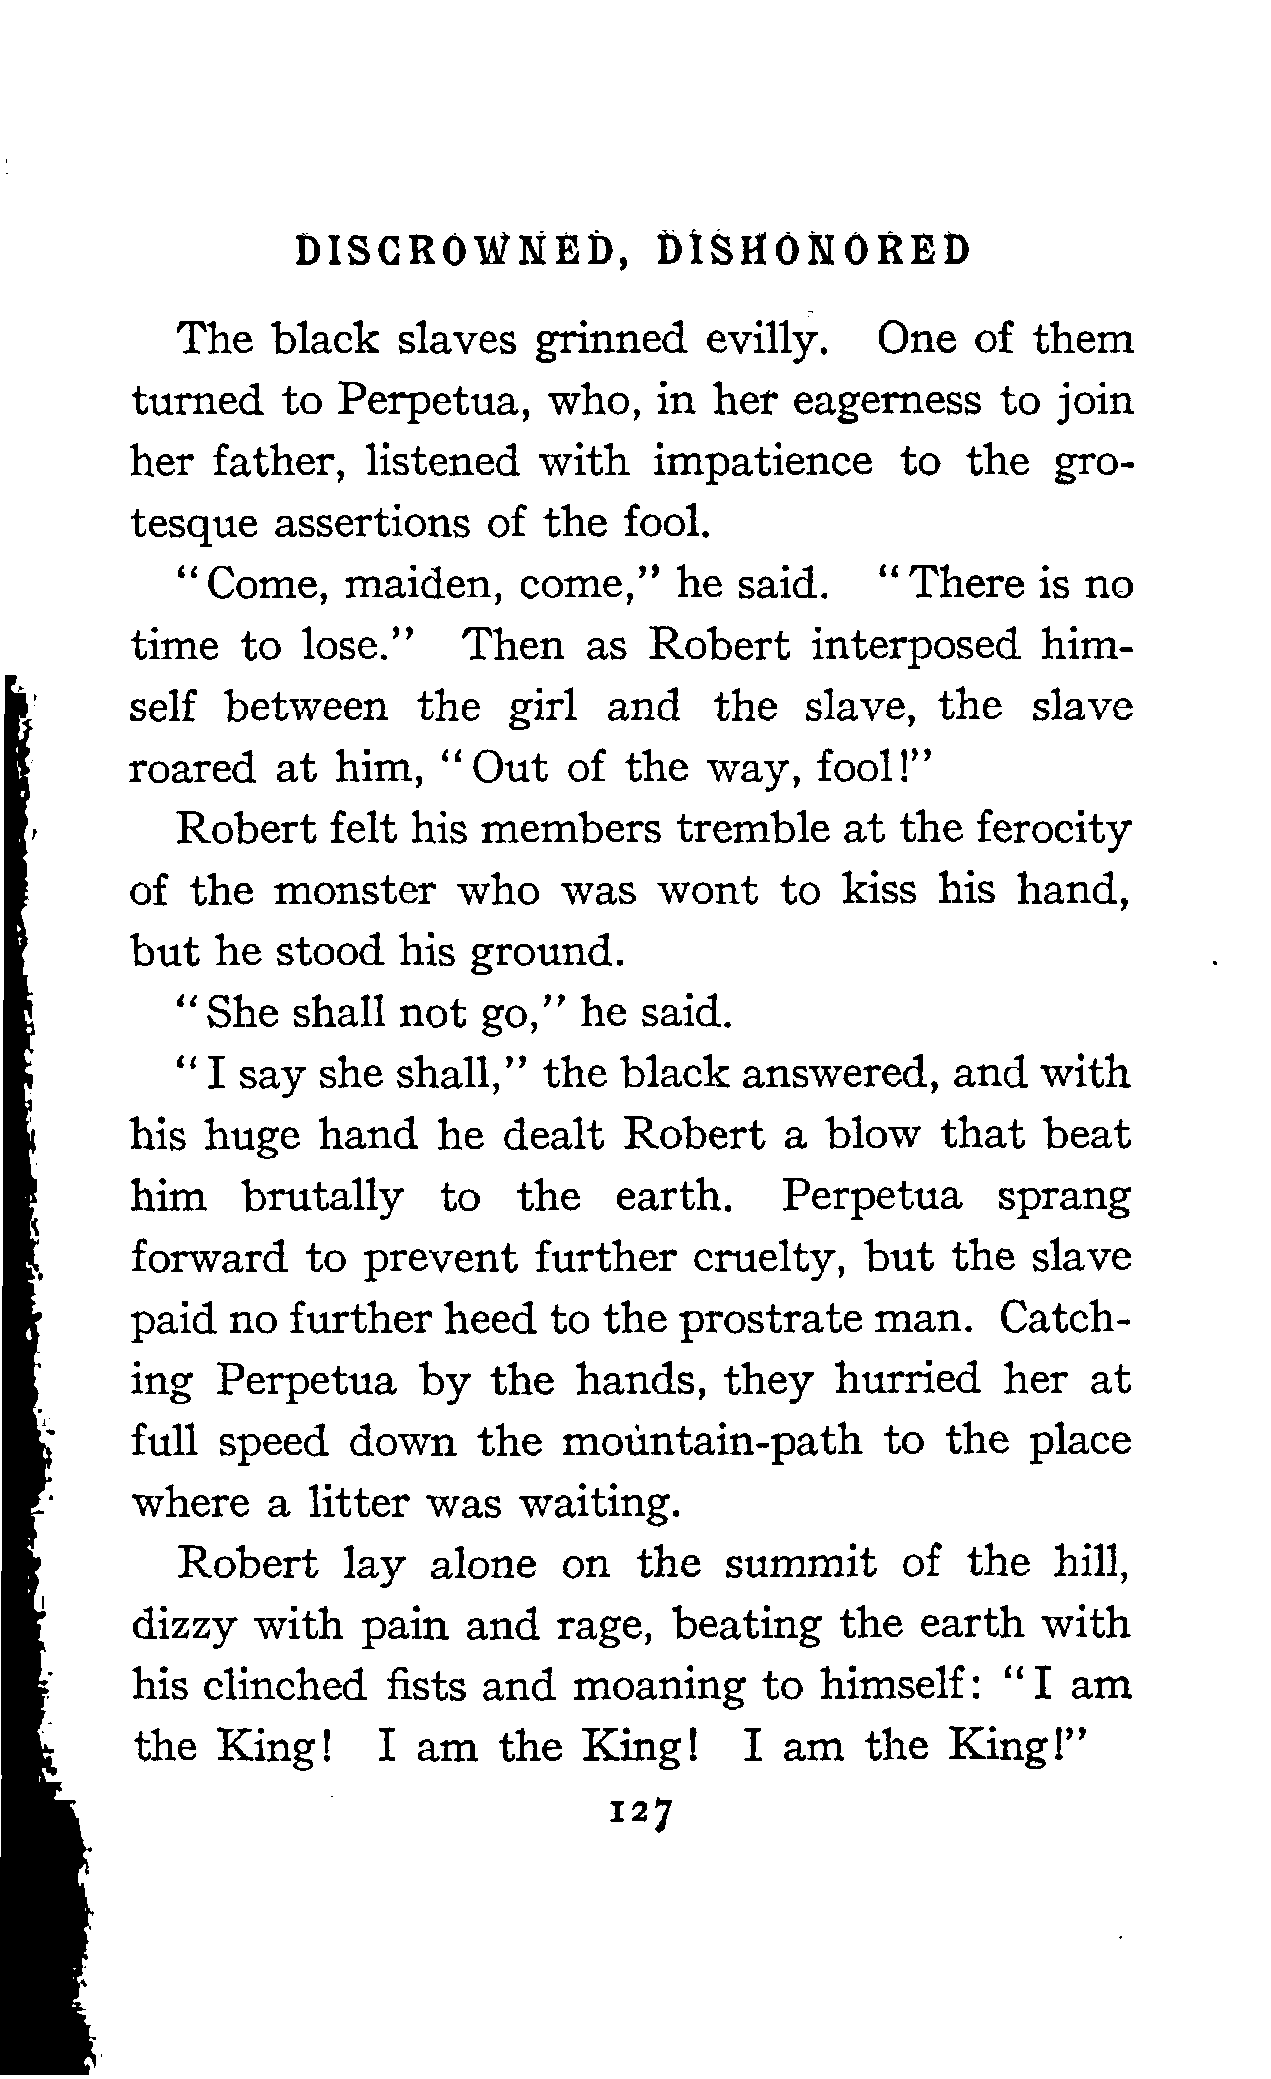 DISCROWNED, DISHONORED
The black slaves grinned evilly. One of them
turned to Perpetua, who, in her eagerness to join
her father, listened with impatience to the gro-
tesque assertions of the fool.
"Come, maiden, come," he said. "There is no
time to lose." Then as Robert interposed him-
self between the girl and the slave, the slave
roared at him, "Out of the way, fool!"
Robert felt his members tremble at the ferocity
of the monster who was wont to kiss his hand,
but he stood his ground.
"She shall not go," he said.
"I say she shall," the black answered, and with
his huge hand he dealt Robert a blow that beat
him brutally to the earth. Perpetua sprang
forward to prevent further cruelty, but the slave
paid no further heed to the prostrate man. Catch-
ing Perpetua by the hands, they hurried her at
full speed down the mountain-path to the place
where a litter was waiting.
Robert lay alone on the summit of the hill,
dizzy with pain and rage, beating the earth with
his clinched fists and moaning to himself: "I am
the King! I am the King! I am the King!"
127